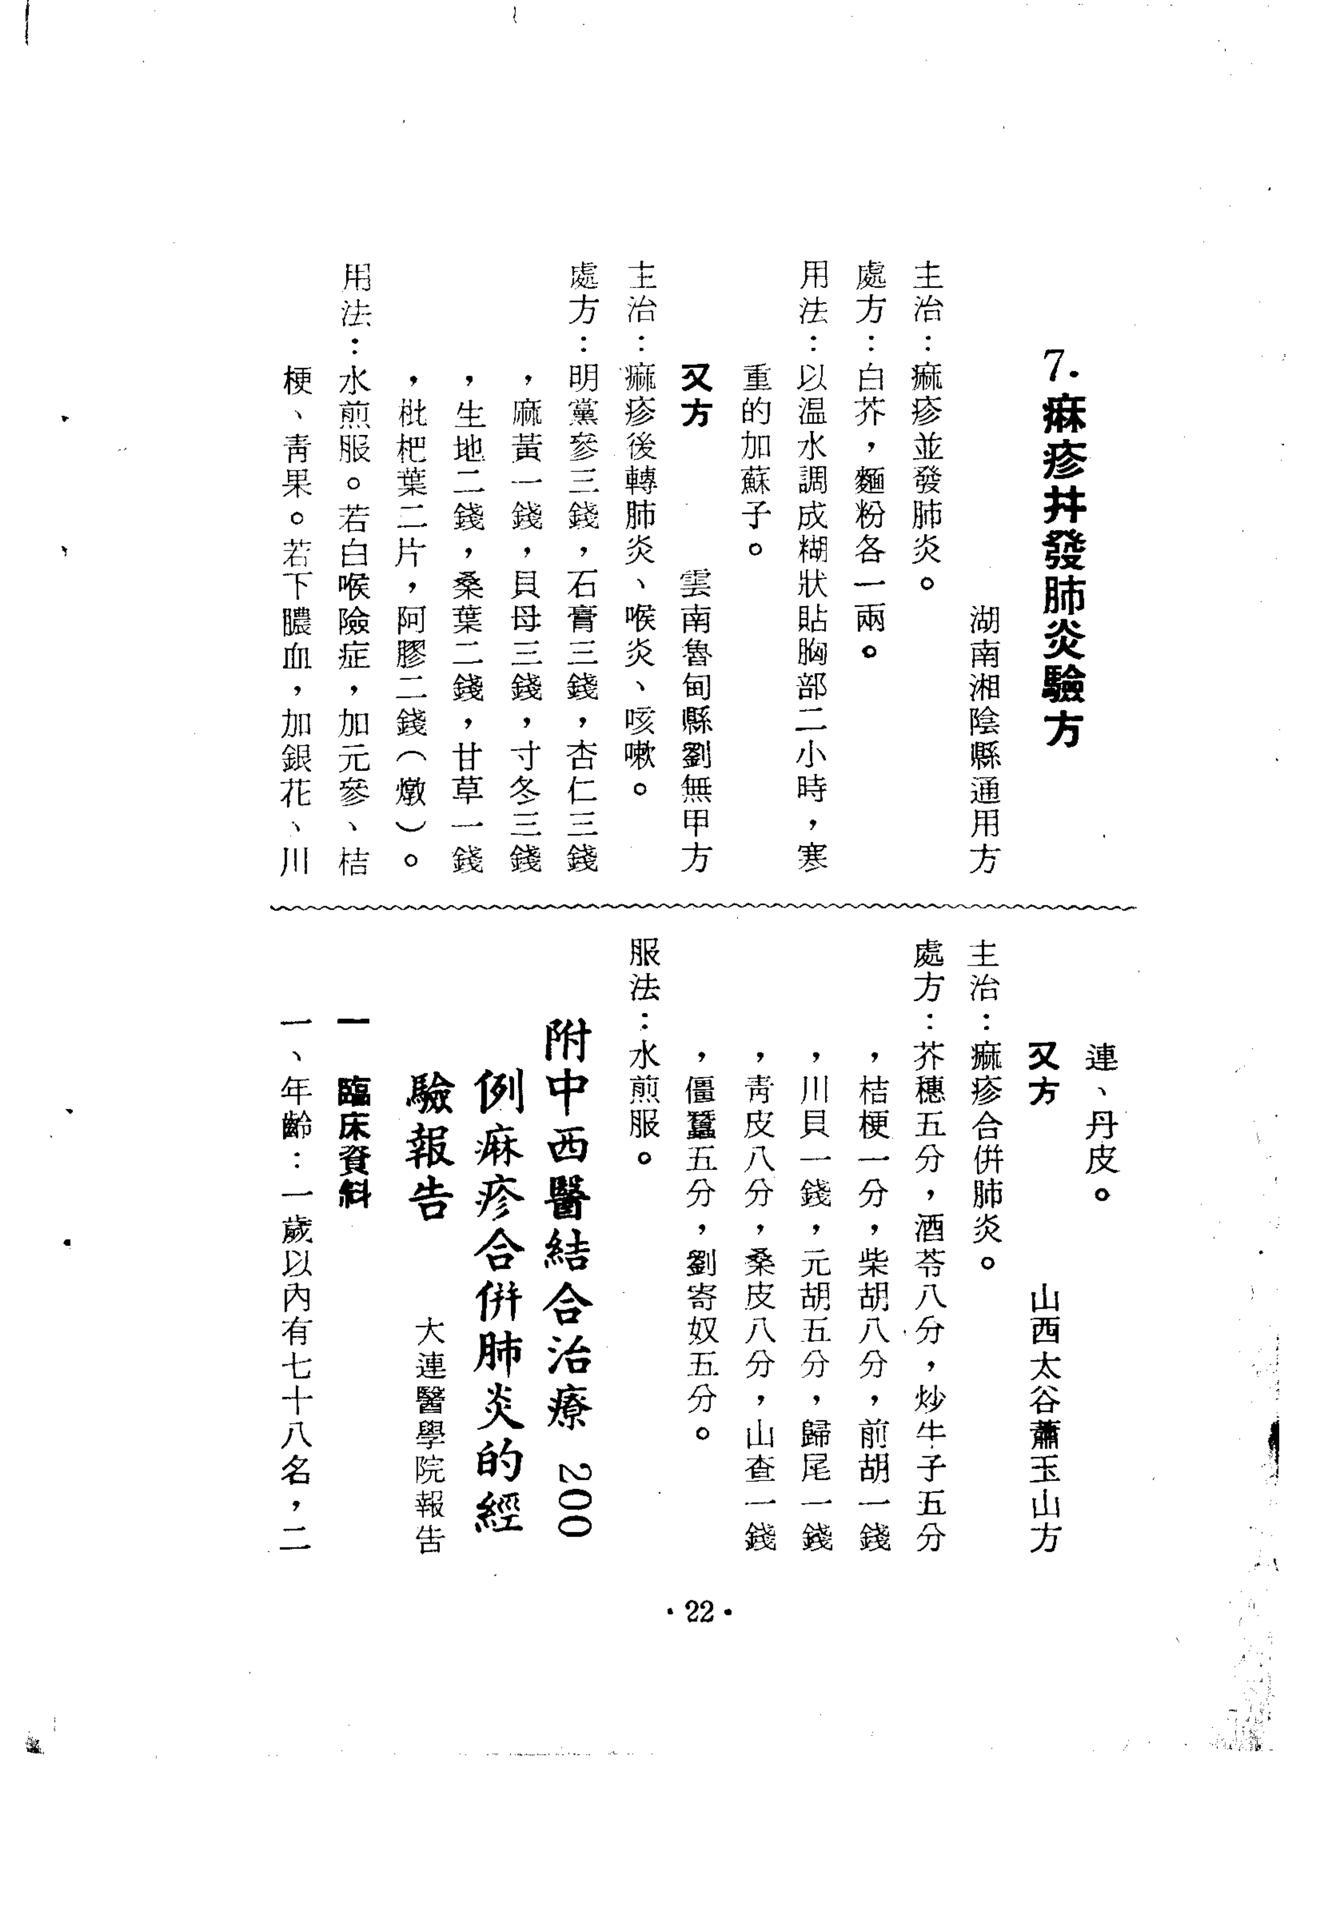 7.麻疹幷發肺炎驗方
湖南湘陰縣通用方
主治：痲疹並發肺炎。
處方：白芥，麵粉各一兩。
用法：以溫水調成糊狀貼胸部二小時，寒
重的加蘇子。
又方　雲南魯甸縣劉無甲方
主治：痲疹後轉肺炎、喉炎、咳嗽。
處方：明黨參三錢，石膏三錢，杏仁三錢
，麻黃一錢，貝母三錢，寸冬三錢
，生地二錢，桑葉二錢，甘草一錢
，枇杷葉二片，阿膠二錢（燉）。
用法：水煎服。若白喉險症，加元參、桔
梗、靑果。若下膿血，加銀花、川
連、丹皮。
又方　山西太谷蕭玉山方
主治：痲疹合併肺炎。
處方：芥穗五分，酒苓八分，炒牛子五分
，桔梗一分，柴胡八分，前胡一錢
，川貝一錢，元胡五分，歸尾一錢
，靑皮八分，桑皮八分，山查一錢
，僵蠶五分，劉寄奴五分。
服法：水煎服。
附中西醫結合治療 200
例麻疹合併肺炎的經
驗報告　大連醫學院報告
一　臨床資料
一、年齡：一歲以內有七十八名，二
·22·